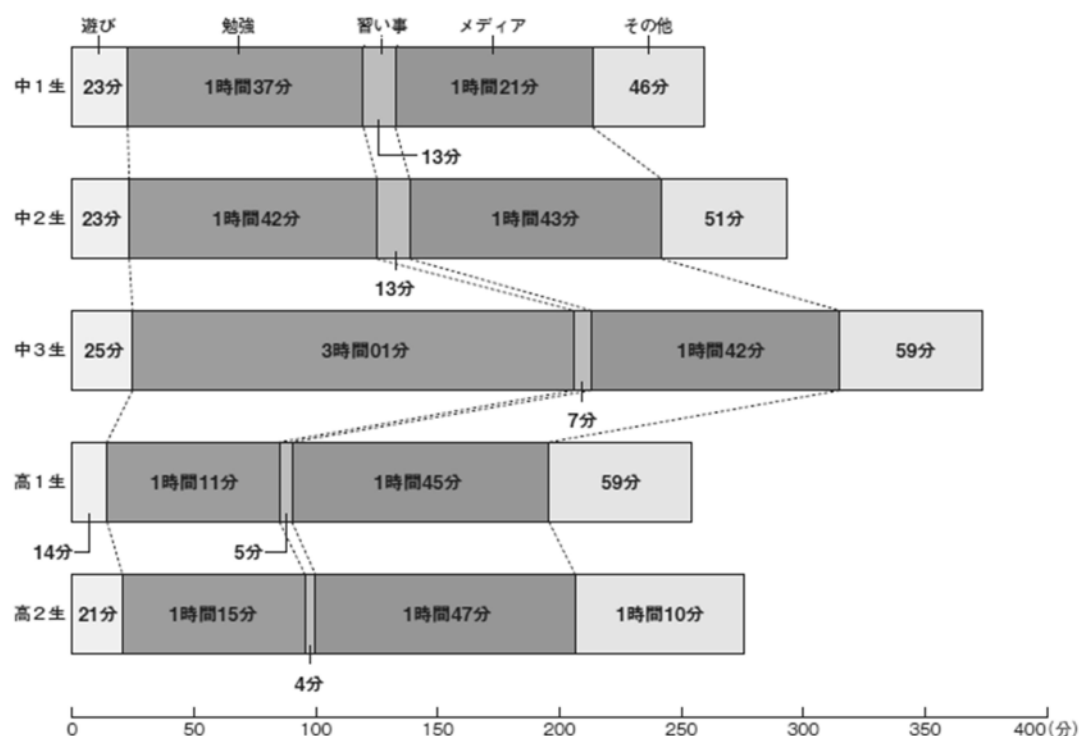 遊び 勉強 習い事 メディア その他
中1生 23分 1時間37分 1時間21分 46分
13分
中2生 23分 1時間42分 1時間43分 51分
13分
中3生 25分 3時間01分 1時間42分 59分
7分
高1生 1時間11分 1時間45分 59分
14分 5分
高2生 21分 1時間15分 1時間47分 1時間10分
4分
0 50 100 150 200 250 300 350 400(分)